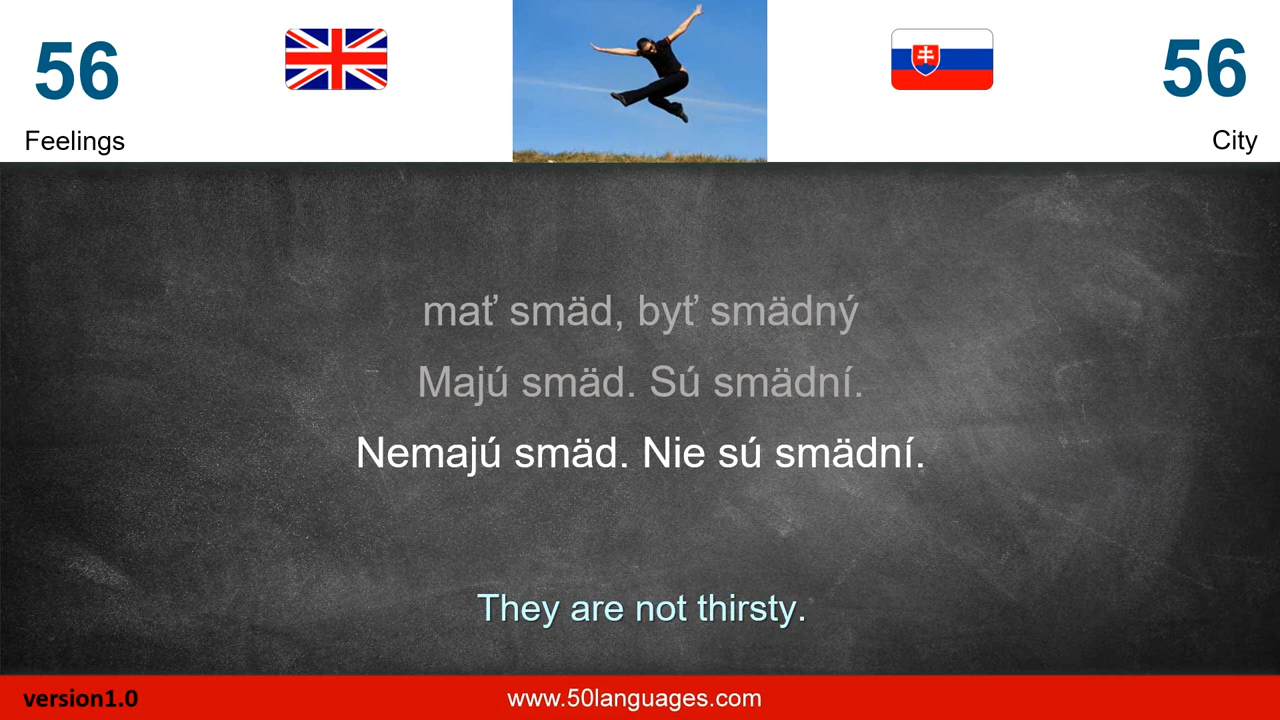 56
56
Feelings
City
mať smäd, byť smädný
Majú smäd. Sú smädní.
Nemajú smäd. Nie sú smädní.
They are not thirsty.
version1.0
www.50languages.com